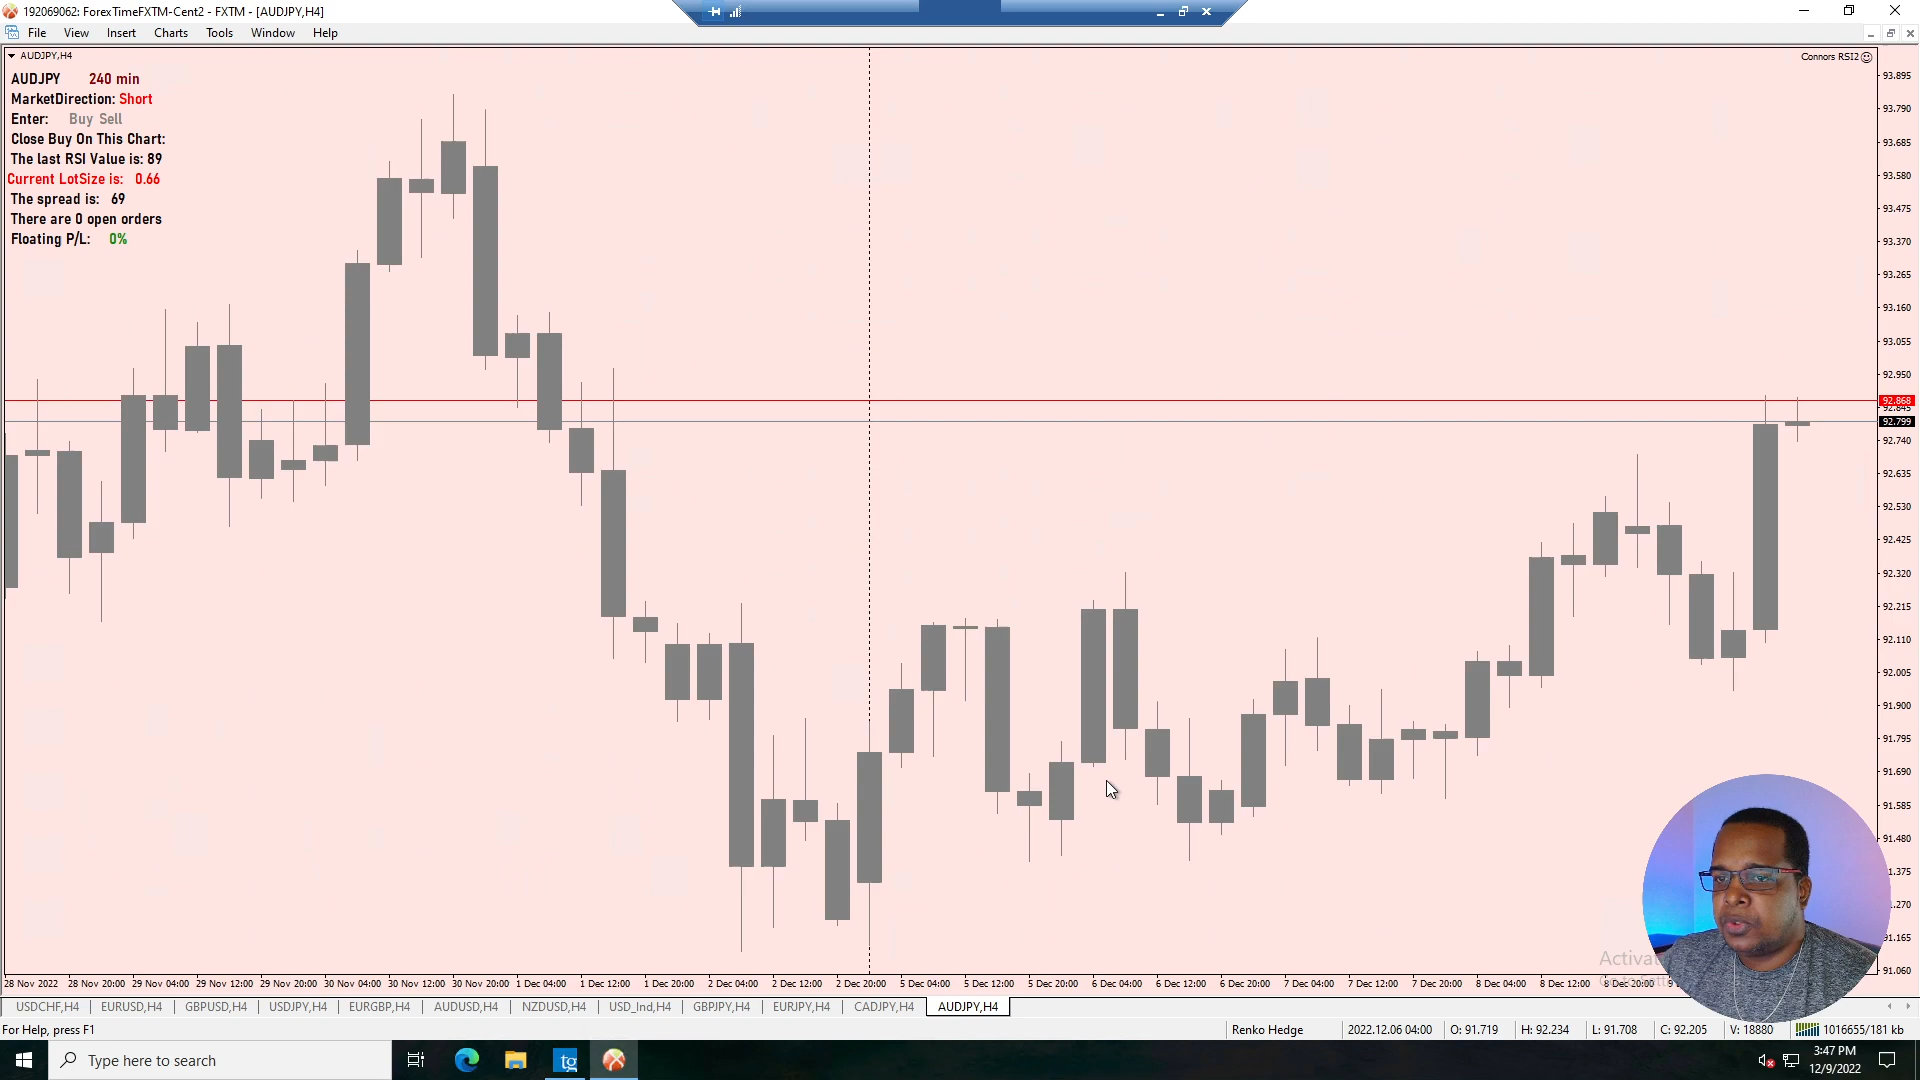 192069062: ForexTimeFXTM-Cent2 - FXTM - [AUDJPY,H4]
File View Insert Charts Tools Window Help
AUDJPY,H4
Connors RSI2
AUDJPY 240 min
MarketDirection: Short
Enter: Buy Sell
Close Buy On This Chart:
The last RSI Value is: 89
Current LotSize is: 0.66
The spread is: 69
There are 0 open orders
Floating P/L: 0%
93.895
93.790
93.685
93.580
93.475
93.370
93.265
93.160
93.055
92.950
92.868
92.845
92.799
92.740
92.635
92.530
92.425
92.320
92.215
92.110
92.005
91.900
91.795
91.690
91.585
91.480
91.165
91.060
28 Nov 2022 28 Nov 20:00 29 Nov 04:00 29 Nov 12:00 29 Nov 20:00 30 Nov 04:00 30 Nov 12:00 30 Nov 20:00 1 Dec 04:00 1 Dec 12:00 1 Dec 20:00 2 Dec 04:00 2 Dec 12:00 2 Dec 20:00 5 Dec 04:00 5 Dec 12:00 5 Dec 20:00 6 Dec 04:00 6 Dec 12:00 6 Dec 20:00 7 Dec 04:00 7 Dec 12:00 7 Dec 20:00 8 Dec 04:00 8 Dec 12:00 8 Dec 20:00
USDCHF,H4 EURUSD,H4 GBPUSD,H4 USDJPY,H4 EURGBP,H4 AUDUSD,H4 NZDUSD,H4 USD_Ind,H4 GBPJPY,H4 EURJPY,H4 CADJPY,H4 AUDJPY,H4
For Help, press F1
Renko Hedge 2022.12.06 04:00 O: 91.719 H: 92.234 L: 91.708 C: 92.205 V: 18880 1016655/181 kb
Type here to search
tg
3:47 PM
12/9/2022